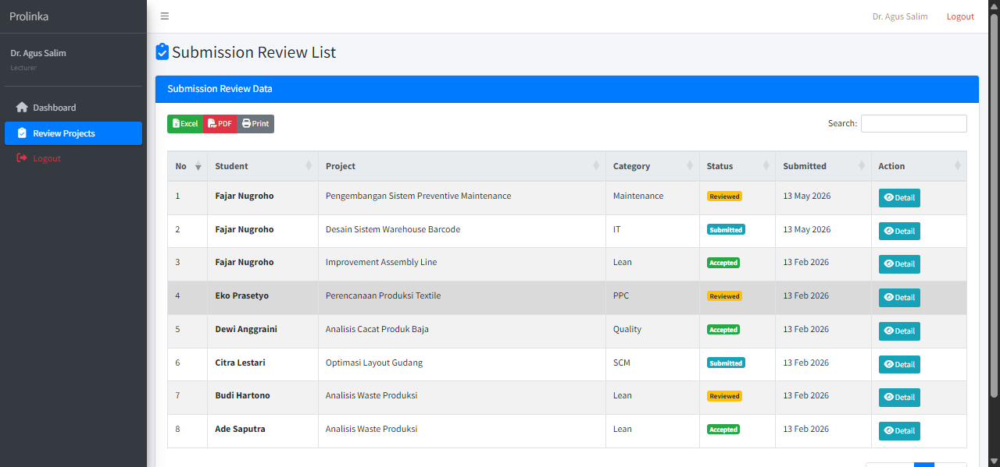 Prolinka
Dr. Agus Salim Logout
Dr. Agus Salim
Lecturer
Dashboard
Review Projects
Logout
Submission Review List
Submission Review Data
Excel PDF Print Search:
No Student Project Category Status Submitted Action
1 Fajar Nugroho Pengembangan Sistem Preventive Maintenance Maintenance Reviewed 13 May 2026 Detail
2 Fajar Nugroho Desain Sistem Warehouse Barcode IT Submitted 13 May 2026 Detail
3 Fajar Nugroho Improvement Assembly Line Lean Accepted 13 Feb 2026 Detail
4 Eko Prasetyo Perencanaan Produksi Textile PPC Reviewed 13 Feb 2026 Detail
5 Dewi Anggraini Analisis Cacat Produk Baja Quality Accepted 13 Feb 2026 Detail
6 Citra Lestari Optimasi Layout Gudang SCM Submitted 13 Feb 2026 Detail
7 Budi Hartono Analisis Waste Produksi Lean Reviewed 13 Feb 2026 Detail
8 Ade Saputra Analisis Waste Produksi Lean Accepted 13 Feb 2026 Detail